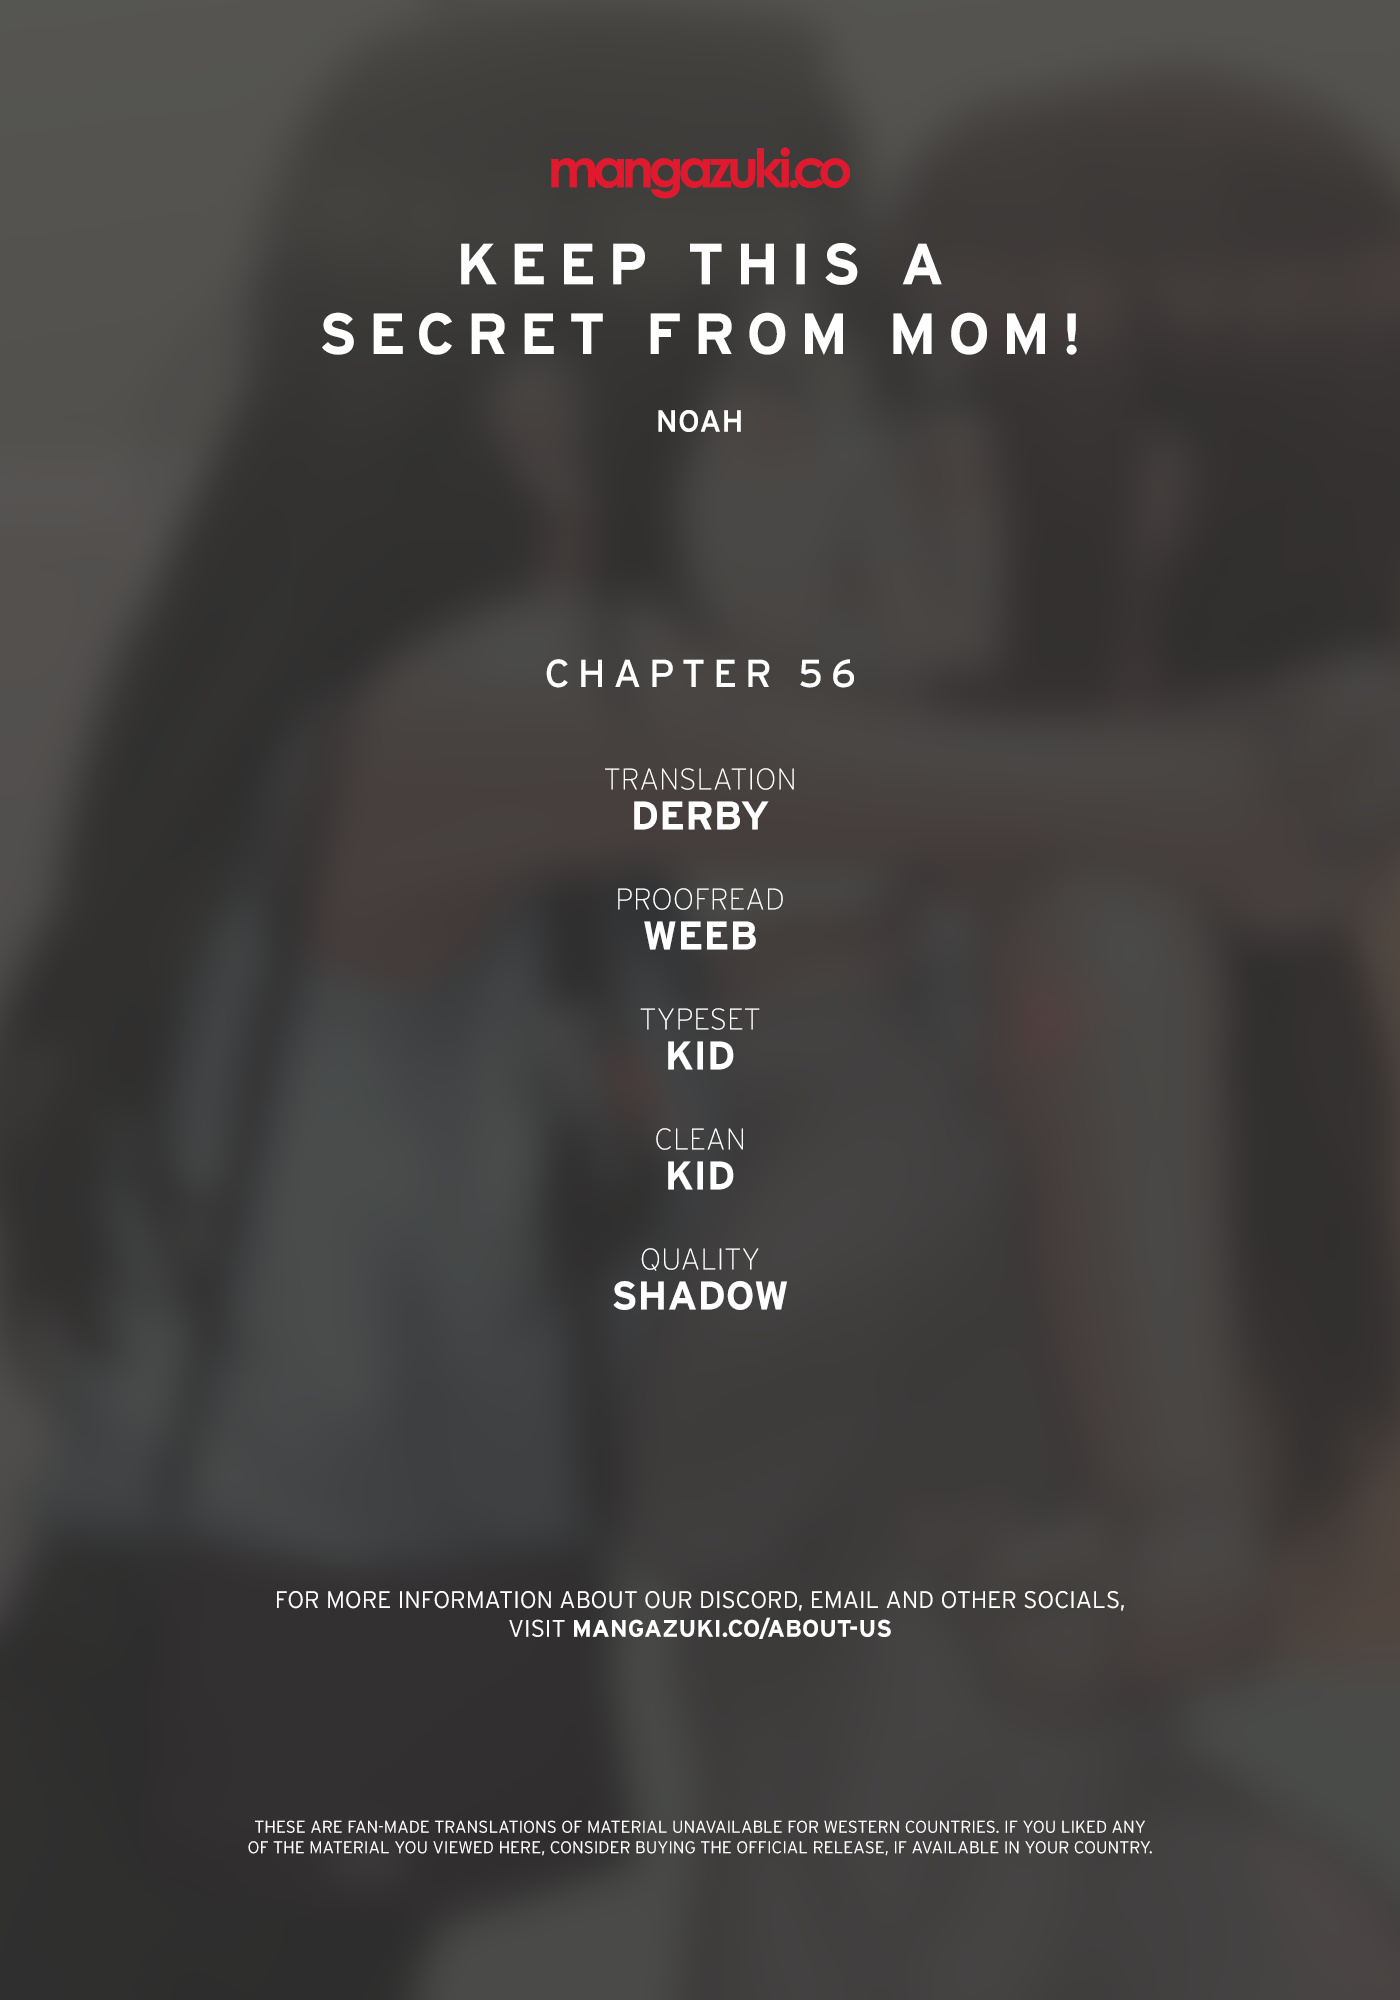 mangazuki.co
KEEP THIS A
SECRET FROM MOM!
NOAH
CHAPTER 56
TRANSLATION
DERBY
PROOFREAD
WEEB
TYPESET
KID
CLEAN
KID
QUALITY
SHADOW
FOR MORE INFORMATION ABOUT OUR DISCORD, EMAIL AND OTHER SOCIALS,
VISIT MANGAZUKI.CO/ABOUT-US
THESE ARE FAN-MADE TRANSLATIONS OF MATERIAL UNAVAILABLE FOR WESTERN COUNTRIES. IF YOU LIKED ANY
OF THE MATERIAL YOU VIEWED HERE, CONSIDER BUYING THE OFFICIAL RELEASE, IF AVAILABLE IN YOUR COUNTRY.